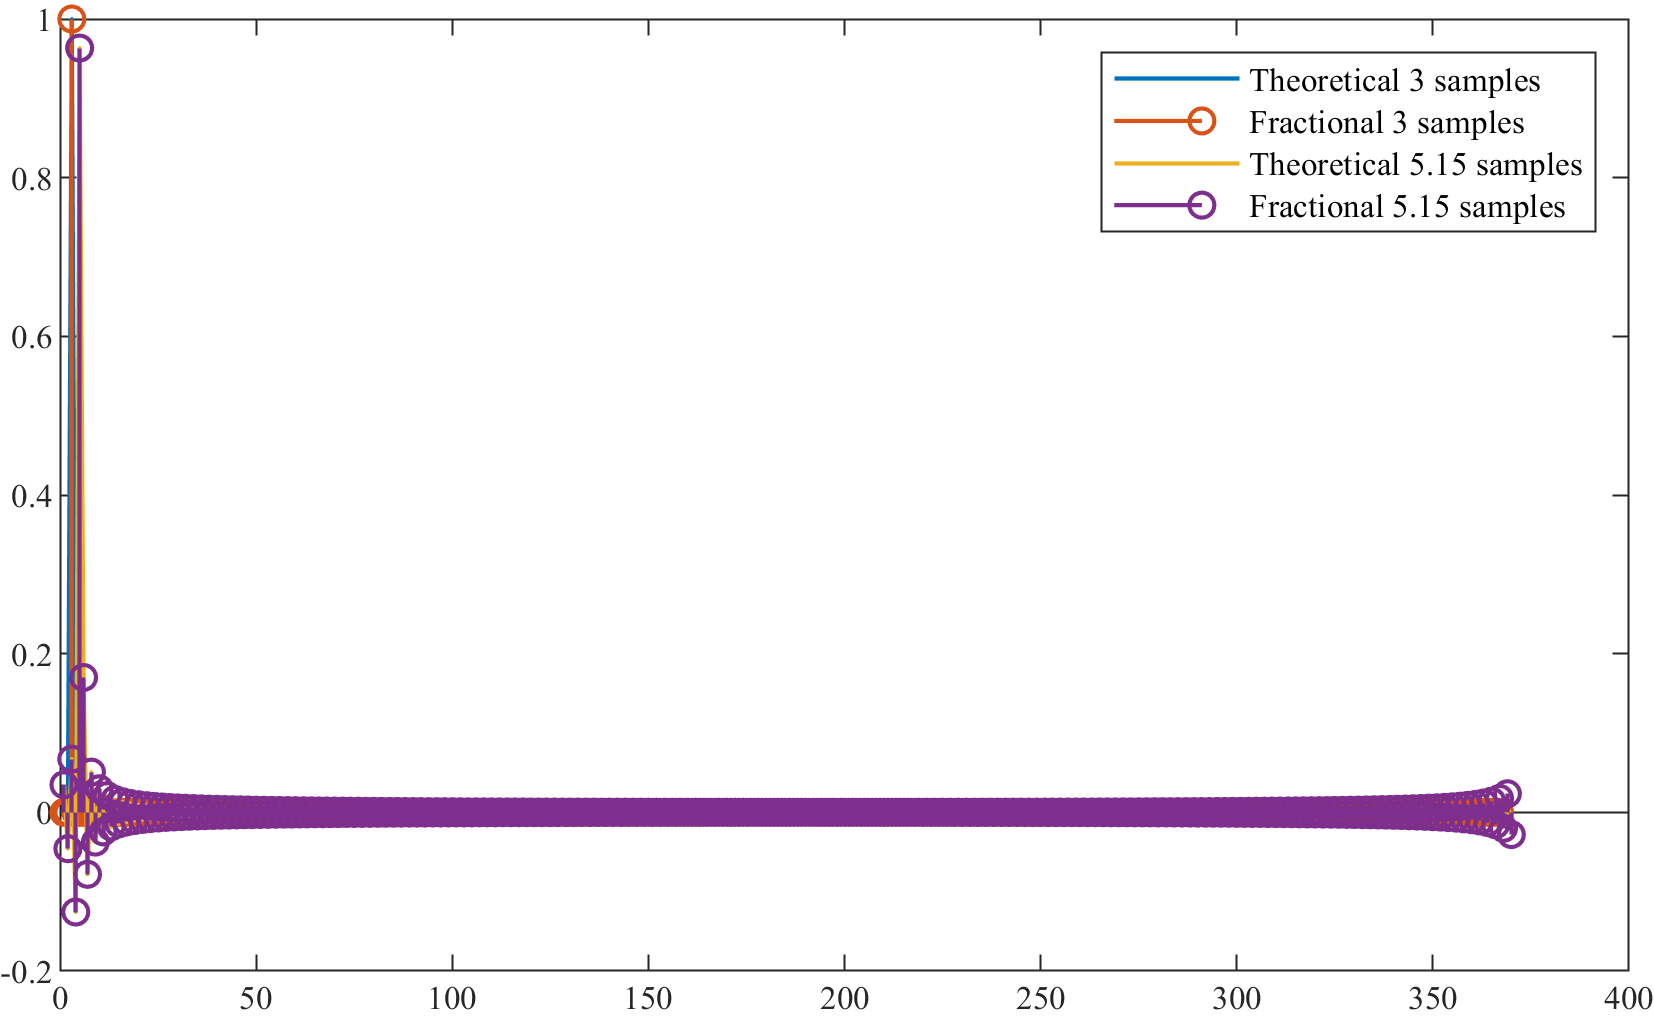 1
0.8
0.6
0.4
0.2
0
-0.2
0 50 100 150 200 250 300 350 400
Theoretical 3 samples
Fractional 3 samples
Theoretical 5.15 samples
Fractional 5.15 samples